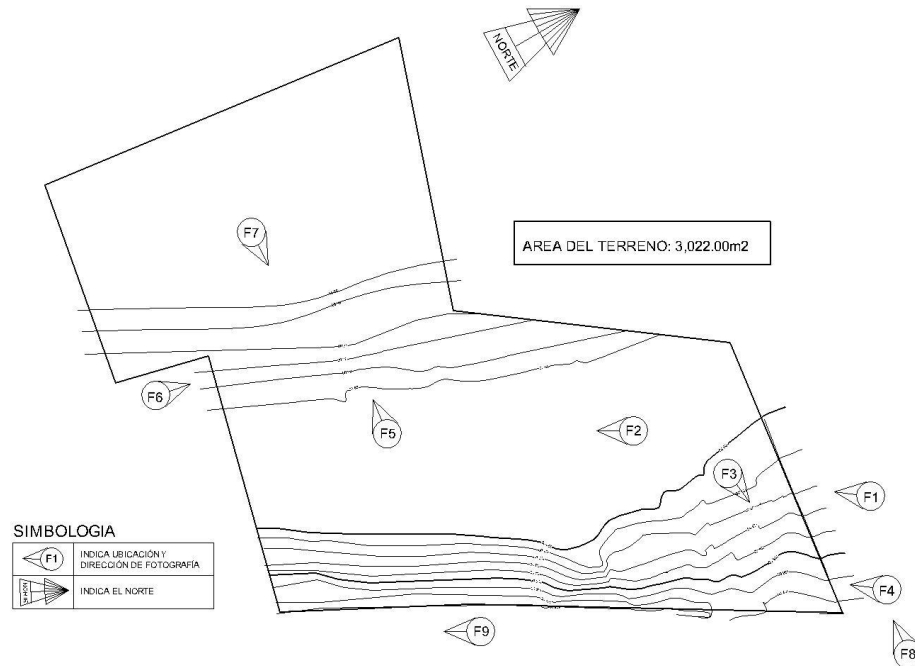 NORTE
F7
AREA DEL TERRENO: 3,022.00m2
F6
F5
F2
F3
F1
SIMBOLOGIA
F1
INDICA UBICACIÓN Y
DIRECCIÓN DE FOTOGRAFÍA
NORTE
INDICA EL NORTE
F4
F9
F8